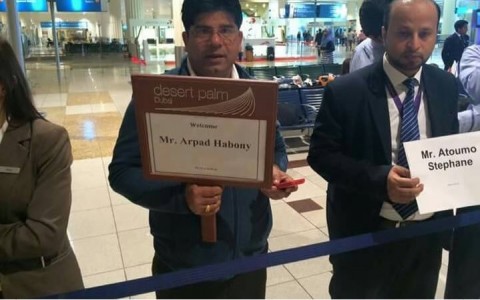 desert palm
Dubai
Welcome
Mr. Arpad Habony
Mr. Atoumo
Stephane